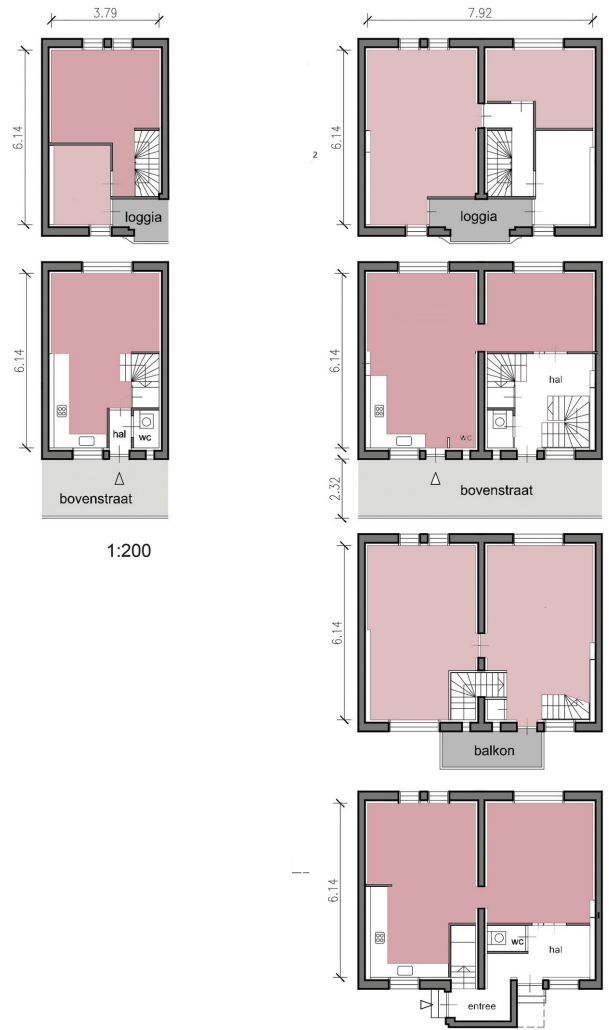 3.79
7.92
6.14
6.14
2
loggia
loggia
6.14
6.14
hal
hal
wc
wc
bovenstraat
2.32
bovenstraat
1:200
6.14
balkon
6.14
wc
hal
entree